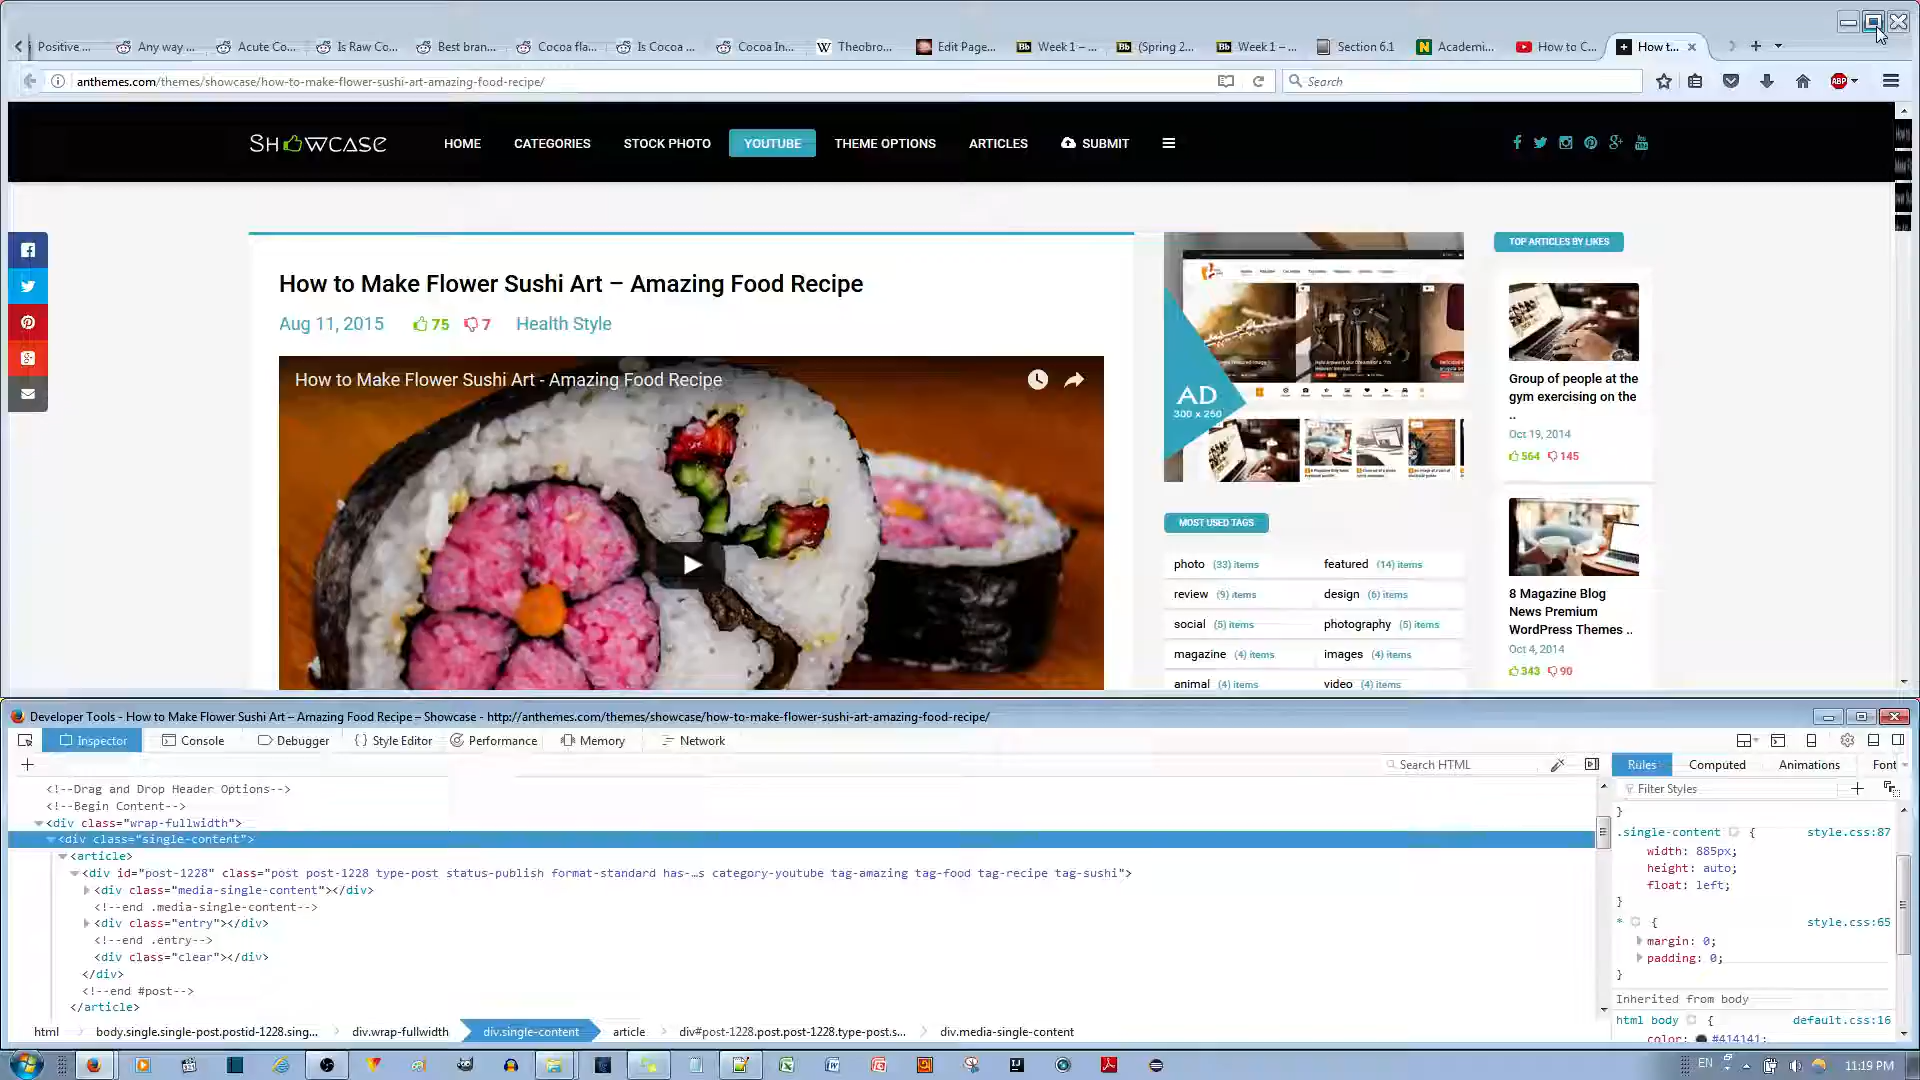 Positive ...
Any way ...
Acute Co...
Is Raw Co...
Best bran...
Cocoa fla...
Is Cocoa ...
Cocoa In...
Theobro...
Edit Page...
Week 1 – ...
(Spring 2...
Week 1 – ...
Section 6.1
Academi...
How to C...
How t...
anthemes.com/themes/showcase/how-to-make-flower-sushi-art-amazing-food-recipe/
Search
ABP
SHOWCASE
HOME
CATEGORIES
STOCK PHOTO
YOUTUBE
THEME OPTIONS
ARTICLES
SUBMIT
How to Make Flower Sushi Art – Amazing Food Recipe
Aug 11, 2015 75 7 Health Style
How to Make Flower Sushi Art - Amazing Food Recipe
AD
300 x 250
MOST USED TAGS
photo (33) items
featured (14) items
review (9) items
design (6) items
social (5) items
photography (5) items
magazine (4) items
images (4) items
animal (4) items
video (4) items
TOP ARTICLES BY LIKES
Group of people at the
gym exercising on the
..
Oct 19, 2014
564 145
8 Magazine Blog
News Premium
WordPress Themes ..
Oct 4, 2014
343 90
Developer Tools - How to Make Flower Sushi Art – Amazing Food Recipe – Showcase - http://anthemes.com/themes/showcase/how-to-make-flower-sushi-art-amazing-food-recipe/
Inspector
Console
Debugger
Style Editor
Performance
Memory
Network
Search HTML
<!--Drag and Drop Header Options-->
<!--Begin Content-->
<div class="wrap-fullwidth">
<div class="single-content">
<article>
<div id="post-1228" class="post post-1228 type-post status-publish format-standard has-…s category-youtube tag-amazing tag-food tag-recipe tag-sushi">
<div class="media-single-content"></div>
<!--end .media-single-content-->
<div class="entry"></div>
<!--end .entry-->
<div class="clear"></div>
</div>
<!--end #post-->
</article>
html
body.single.single-post.postid-1228.sing...
div.wrap-fullwidth
div.single-content
article
div#post-1228.post.post-1228.type-post.s...
div.media-single-content
Rules
Computed
Animations
Font
Filter Styles
}
.single-content { style.css:87
width: 885px;
height: auto;
float: left;
}
* { style.css:65
margin: 0;
padding: 0;
}
Inherited from body
html body { default.css:16
color: #414141;
EN
11:19 PM